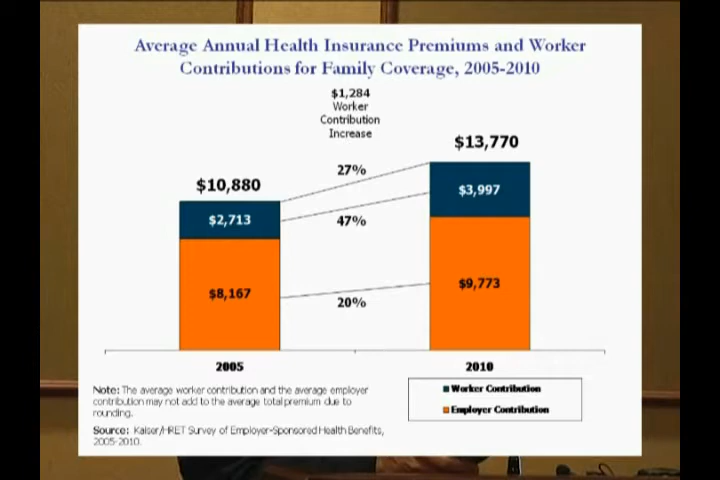 Average Annual Health Insurance Premiums and Worker
Contributions for Family Coverage, 2005-2010
$1,284
Worker
Contribution
Increase
$13,770
27%
$10,880
$3,997
$2,713
47%
$9,773
$8,167
20%
2005
2010
Note: The average worker contribution and the average employer
contribution may not add to the average total premium due to
rounding.
Worker Contribution
Employer Contribution
Source: Kaiser/HRET Survey of Employer-Sponsored Health Benefits,
2005-2010.